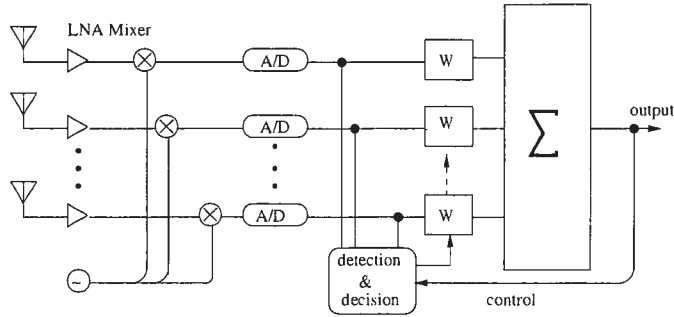 LNA Mixer
A/D
W
A/D
W
output
A/D
W
Σ
detection
&
decision
control
~